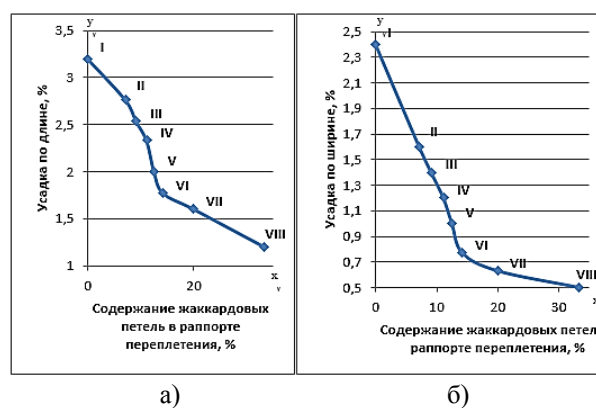 y
v
3,5
3
2,5
2
1,5
1
I
II
III
IV
V
VI
VII
VIII
Усадка по длине, %
0
20
x
v
Содержание жаккардовых
петель в раппорте
переплетения, %
а)
y
v
2,5
2,3
2,1
1,9
1,7
1,5
1,3
1,1
0,9
0,7
0,5
I
II
III
IV
V
VI
VII
VIII
Усадка по ширине, %
0
10
20
30
x
Содержание жаккардовых петел
раппорте переплетения, %
б)